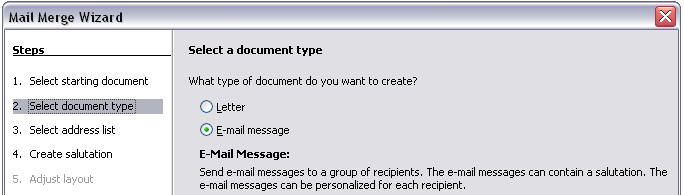 Mail Merge Wizard
Steps
1. Select starting document
2. Select document type
3. Select address list
4. Create salutation
5. Adjust layout
Select a document type
What type of document do you want to create?
Letter
E-mail message
E-Mail Message:
Send e-mail messages to a group of recipients. The e-mail messages can contain a salutation. The
e-mail messages can be personalized for each recipient.